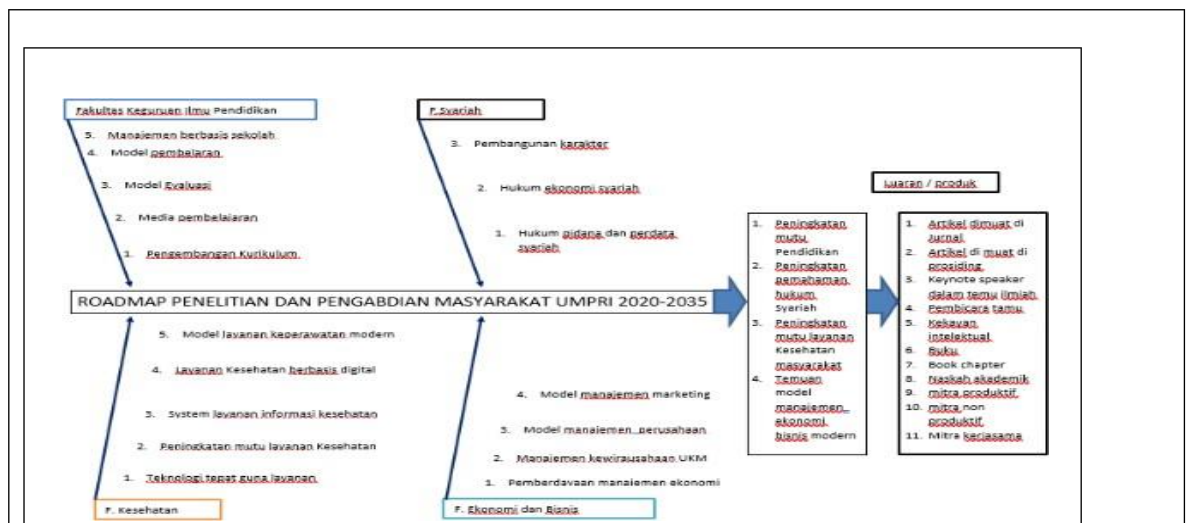 Fakultas Keguruan Ilmu Pendidikan
5. Manajemen berbasis sekolah
4. Model pembelaran
3. Model Evaluasi
2. Media pembelajaran
1. Pengembangan Kurikulum
F.Syariah
3. Pembangunan karakter
2. Hukum ekonomi syariah
1. Hukum pidana dan perdata
syariah
ROADMAP PENELITIAN DAN PENGABDIAN MASYARAKAT UMPRI 2020-2035
5. Model layanan keperawatan modern
4. Layanan Kesehatan berbasis digital
3. System layanan informasi kesehatan
2. Peningkatan mutu layanan Kesehatan
1. Teknologi tepat guna layanan
F. Kesehatan
4. Model manajemen marketing
3. Model manajemen perusahaan
2. Manajemen kewirausahaan UKM
1. Pemberdayaan manajemen ekonomi
F. Ekonomi dan Bisnis
1. Peningkatan
mutu
Pendidikan
2. Peningkatan
pemahaman
hukum
Syariah
3. Peningkatan
mutu layanan
Kesehatan
masyarakat
4. Temuan
model
manajemen
ekonomi
bisnis modern
Luaran / produk
1. Artikel dimuat di
Jurnal
2. Artikel di muat di
prosiding
3. Keynote speaker
dalam temu ilmiah
4. Pembicara tamu
5. Kekayan
intelektual
6. Buku
7. Book chapter
8. Naskah akademik
9. mitra produktif
10. mitra non
produktif
11. Mitra kerjasama